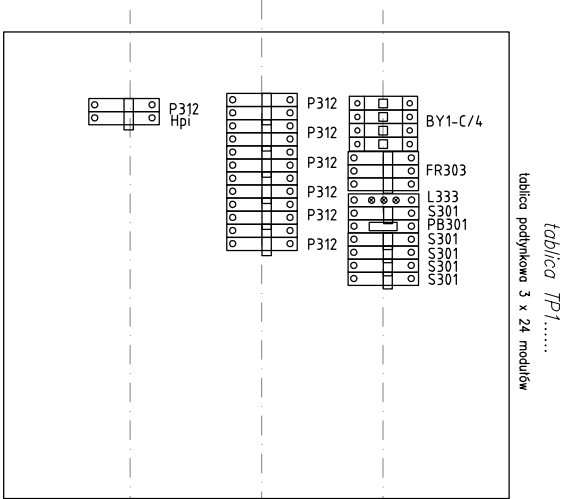 P312
Hpi
P312
P312
P312
P312
P312
P312
BY1-C/4
FR303
L333
S301
PB301
S301
S301
S301
S301
tablica TP1......
tablica podtynkowa 3 x 24 modułów